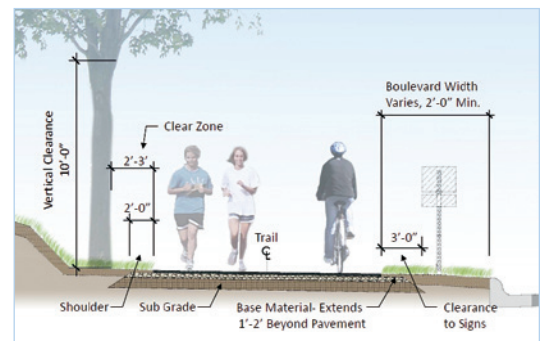 Boulevard Width
Varies, 2'-0" Min.
Vertical Clearance
10'-0"
Clear Zone
2'-3'
2'-0"
Trail
℄
3'-0"
Shoulder
Sub Grade
Base Material- Extends
1'-2' Beyond Pavement
Clearance
to Signs